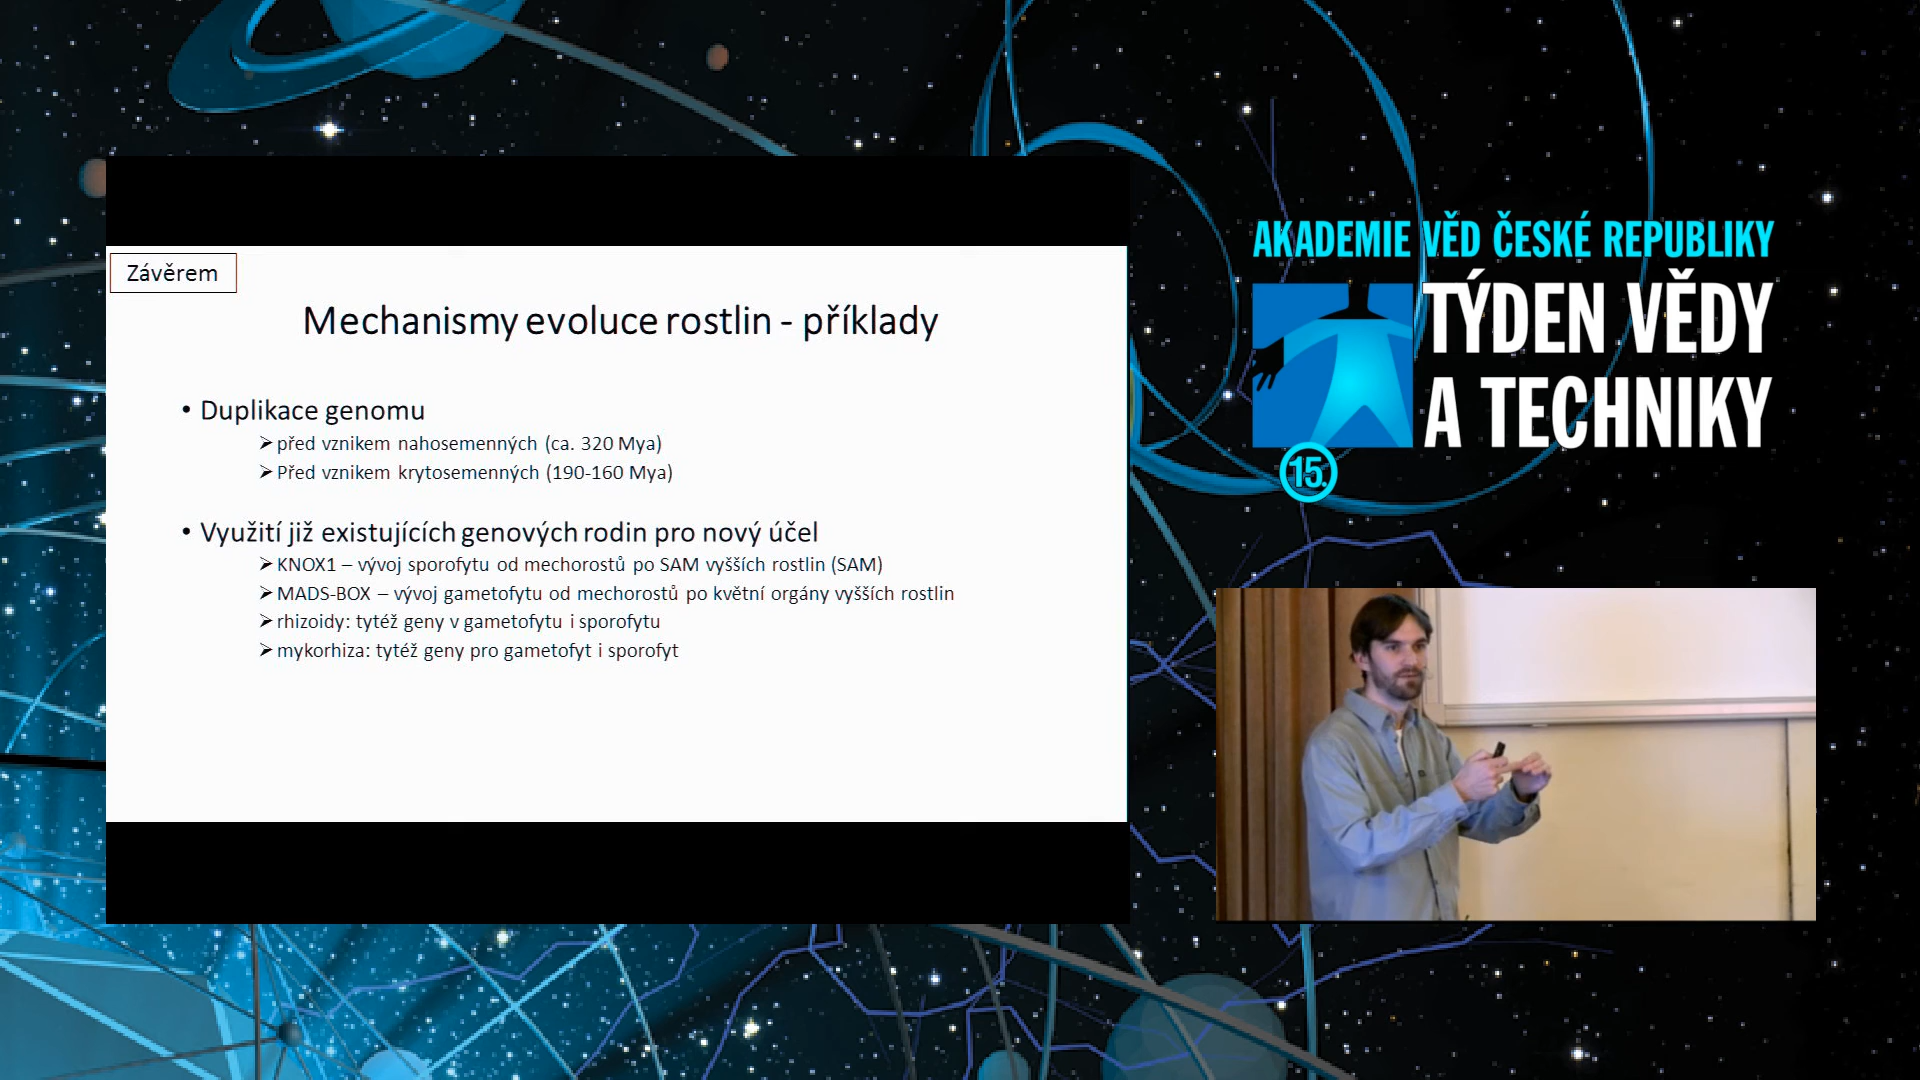 Závěrem
Mechanismy evoluce rostlin - příklady
• Duplikace genomu
➢ před vznikem nahosemenných (ca. 320 Mya)
➢ Před vznikem krytosemenných (190-160 Mya)
• Využití již existujících genových rodin pro nový účel
➢ KNOX1 – vývoj sporofytu od mechorostů po SAM vyšších rostlin (SAM)
➢ MADS-BOX – vývoj gametofytu od mechorostů po květní orgány vyšších rostlin
➢ rhizoidy: tytéž geny v gametofytu i sporofytu
➢ mykorhiza: tytéž geny pro gametofyt i sporofyt
AKADEMIE VĚD ČESKÉ REPUBLIKY
TÝDEN VĚDY
A TECHNIKY
15.